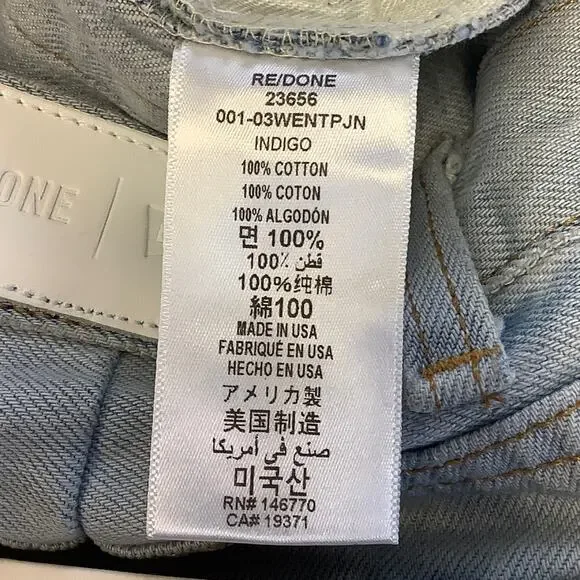 RE/DONE
23656
001-03WENTPJN
INDIGO
100% COTTON
100% COTON
100% ALGODÓN
면 100%
100٪ قطن
100%纯棉
綿100
MADE IN USA
FABRIQUÉ EN USA
HECHO EN USA
アメリカ製
美国制造
صنع في أمريكا
미국산
RN# 146770
CA# 19371
ONE /